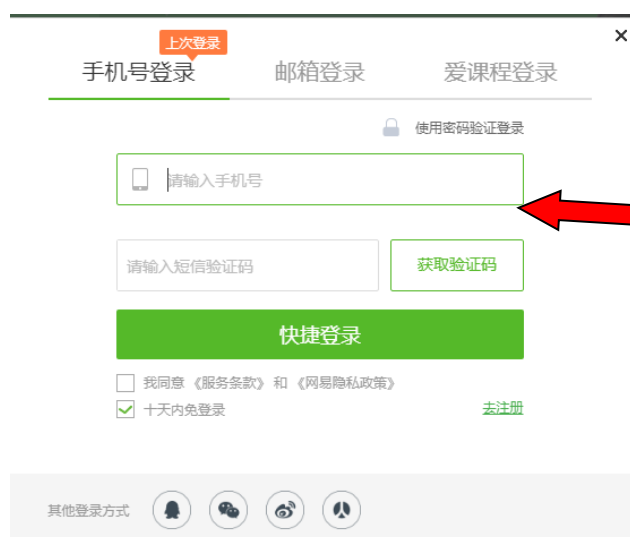 上次登录
手机号登录 邮箱登录 爱课程登录
使用密码验证登录
请输入手机号
请输入短信验证码 获取验证码
快捷登录
我同意《服务条款》和《网易隐私政策》
十天内免登录 去注册
其他登录方式